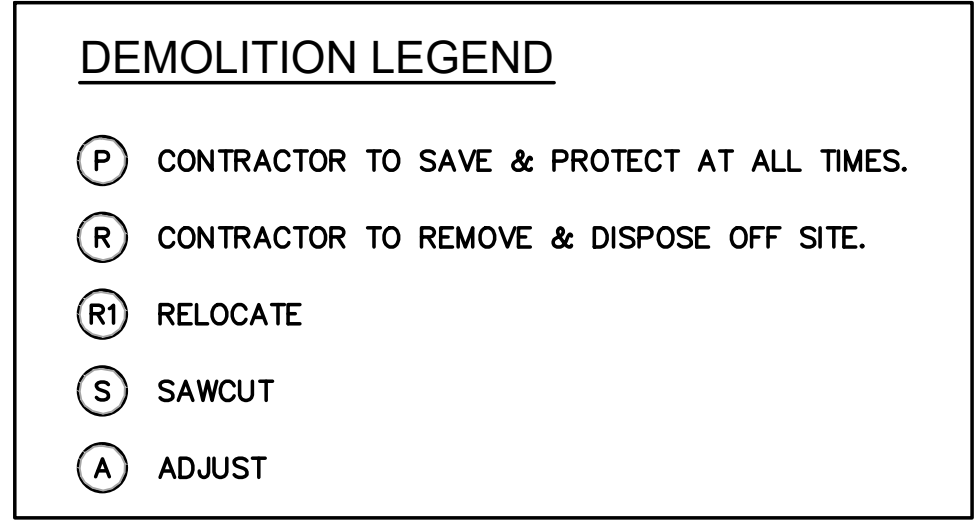 DEMOLITION LEGEND
P CONTRACTOR TO SAVE & PROTECT AT ALL TIMES.
R CONTRACTOR TO REMOVE & DISPOSE OFF SITE.
R1 RELOCATE
S SAWCUT
A ADJUST